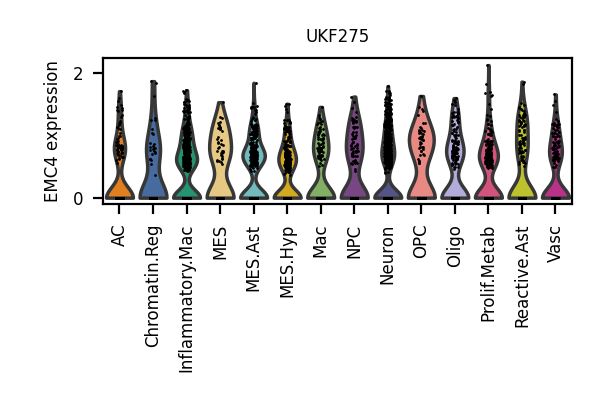 UKF275
EMC4 expression
2
0
AC
Chromatin.Reg
Inflammatory.Mac
MES
MES.Ast
MES.Hyp
Mac
NPC
Neuron
OPC
Oligo
Prolif.Metab
Reactive.Ast
Vasc